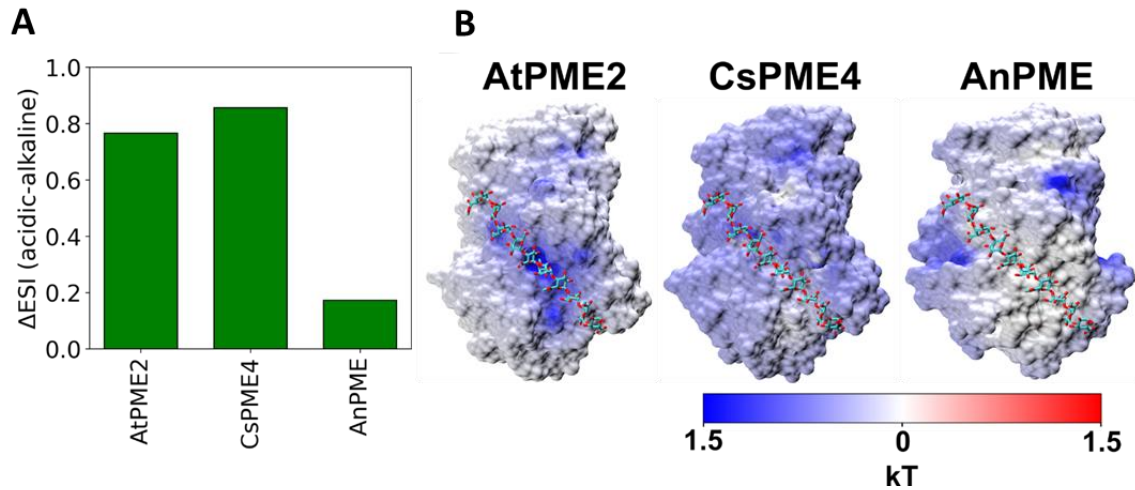 A
B
ΔESI (acidic-alkaline)
1.0
0.8
0.6
0.4
0.2
0.0
AtPME2
CsPME4
AnPME
AtPME2 CsPME4 AnPME
1.5 0 1.5
kT